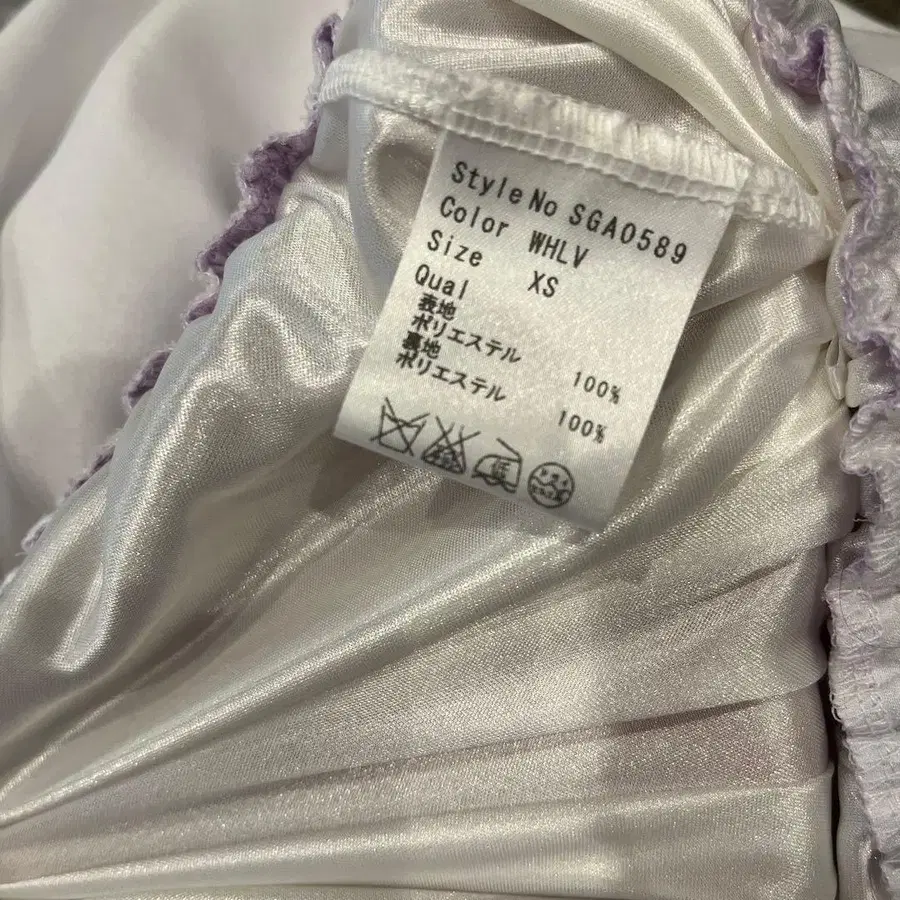 Style No SGA0589
Color WHLV
Size XS
Qual
表地
ポリエステル 100%
裏地
ポリエステル 100%